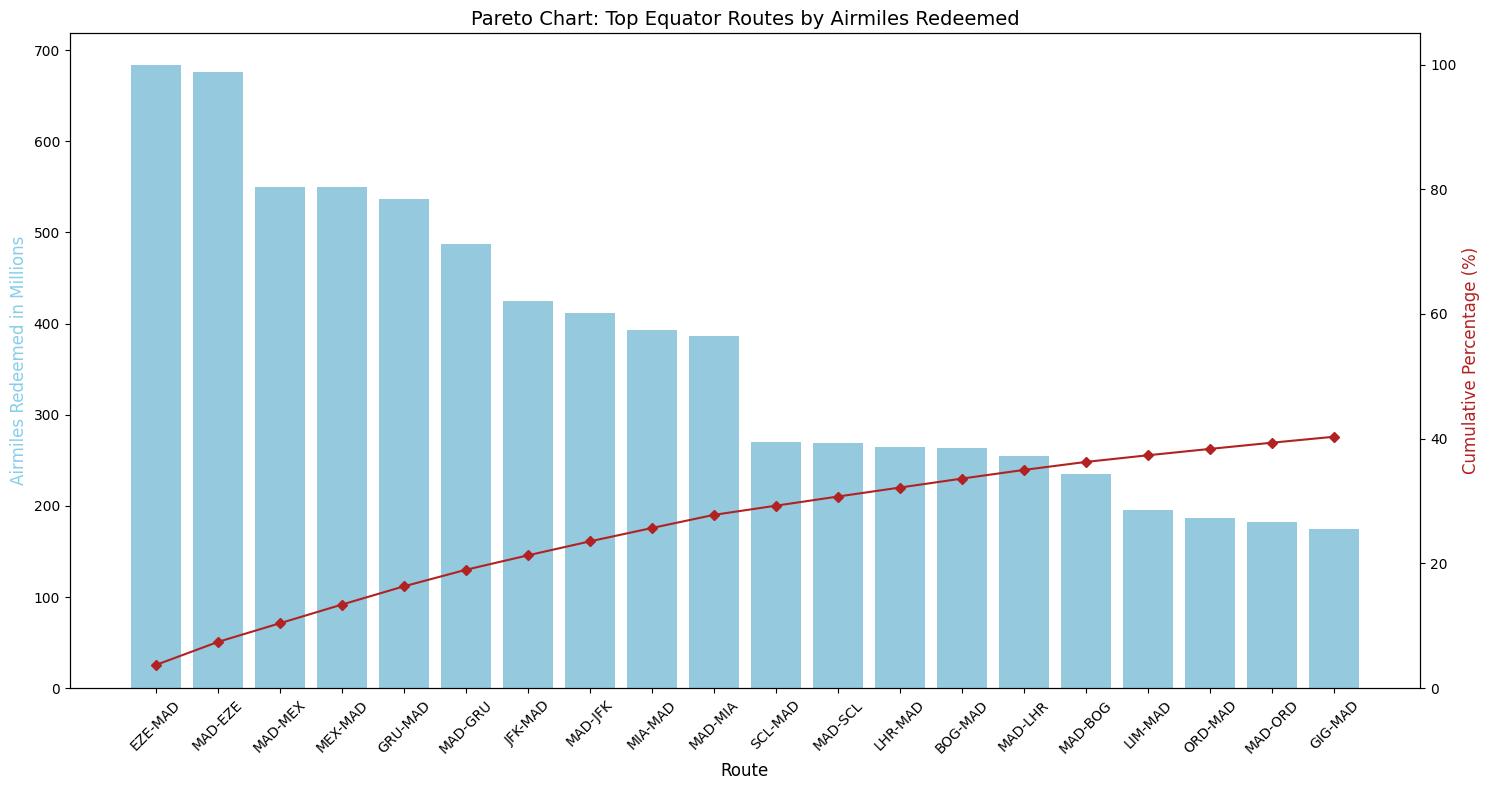 Pareto Chart: Top Equator Routes by Airmiles Redeemed
Airmiles Redeemed in Millions
700
600
500
400
300
200
100
0
100
80
60
40
20
0
Cumulative Percentage (%)
EZE-MAD
MAD-EZE
MAD-MEX
MEX-MAD
GRU-MAD
MAD-GRU
JFK-MAD
MAD-JFK
MIA-MAD
MAD-MIA
SCL-MAD
MAD-SCL
LHR-MAD
BOG-MAD
MAD-LHR
MAD-BOG
LIM-MAD
ORD-MAD
MAD-ORD
GIG-MAD
Route